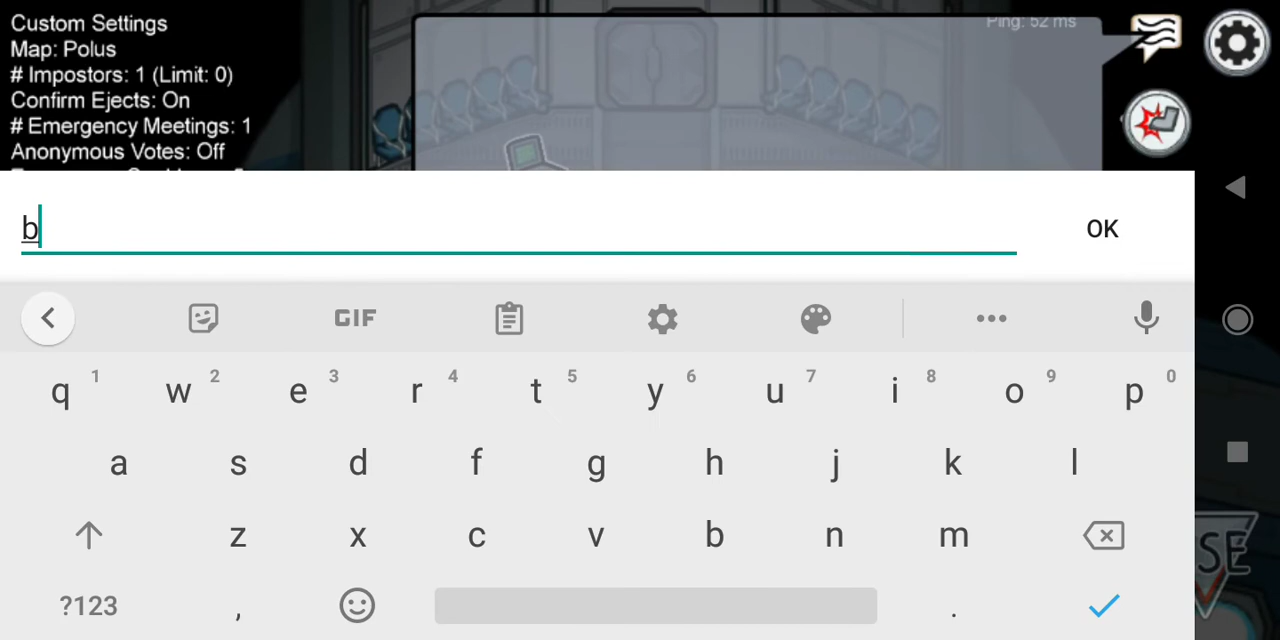 Custom Settings
Map: Polus
# Impostors: 1 (Limit: 0)
Confirm Ejects: On
# Emergency Meetings: 1
Anonymous Votes: Off
Ping: 52 ms
b
OK
GIF
q 1 w 2 e 3 r 4 t 5 y 6 u 7 i 8 o 9 p 0
a s d f g h j k l
z x c v b n m
?123 , .
SE